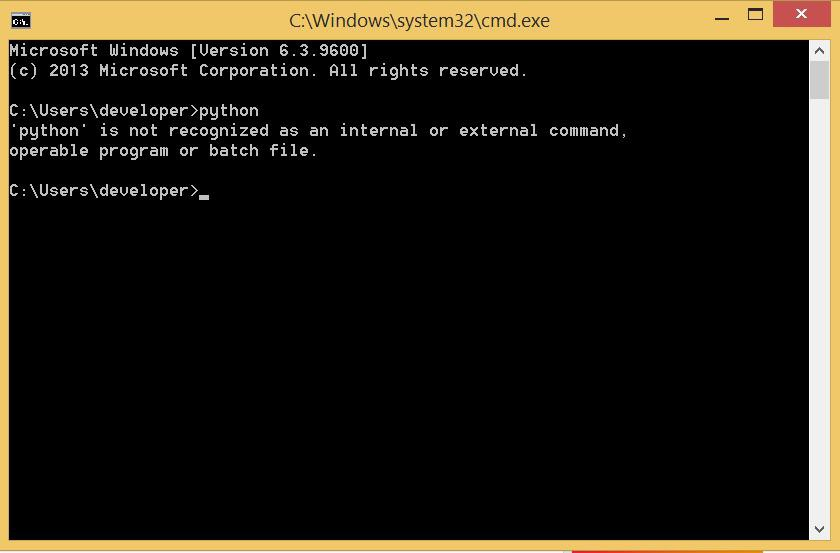 C:\Windows\system32\cmd.exe
Microsoft Windows [Version 6.3.9600]
(c) 2013 Microsoft Corporation. All rights reserved.
C:\Users\developer>python
'python' is not recognized as an internal or external command,
operable program or batch file.
C:\Users\developer>